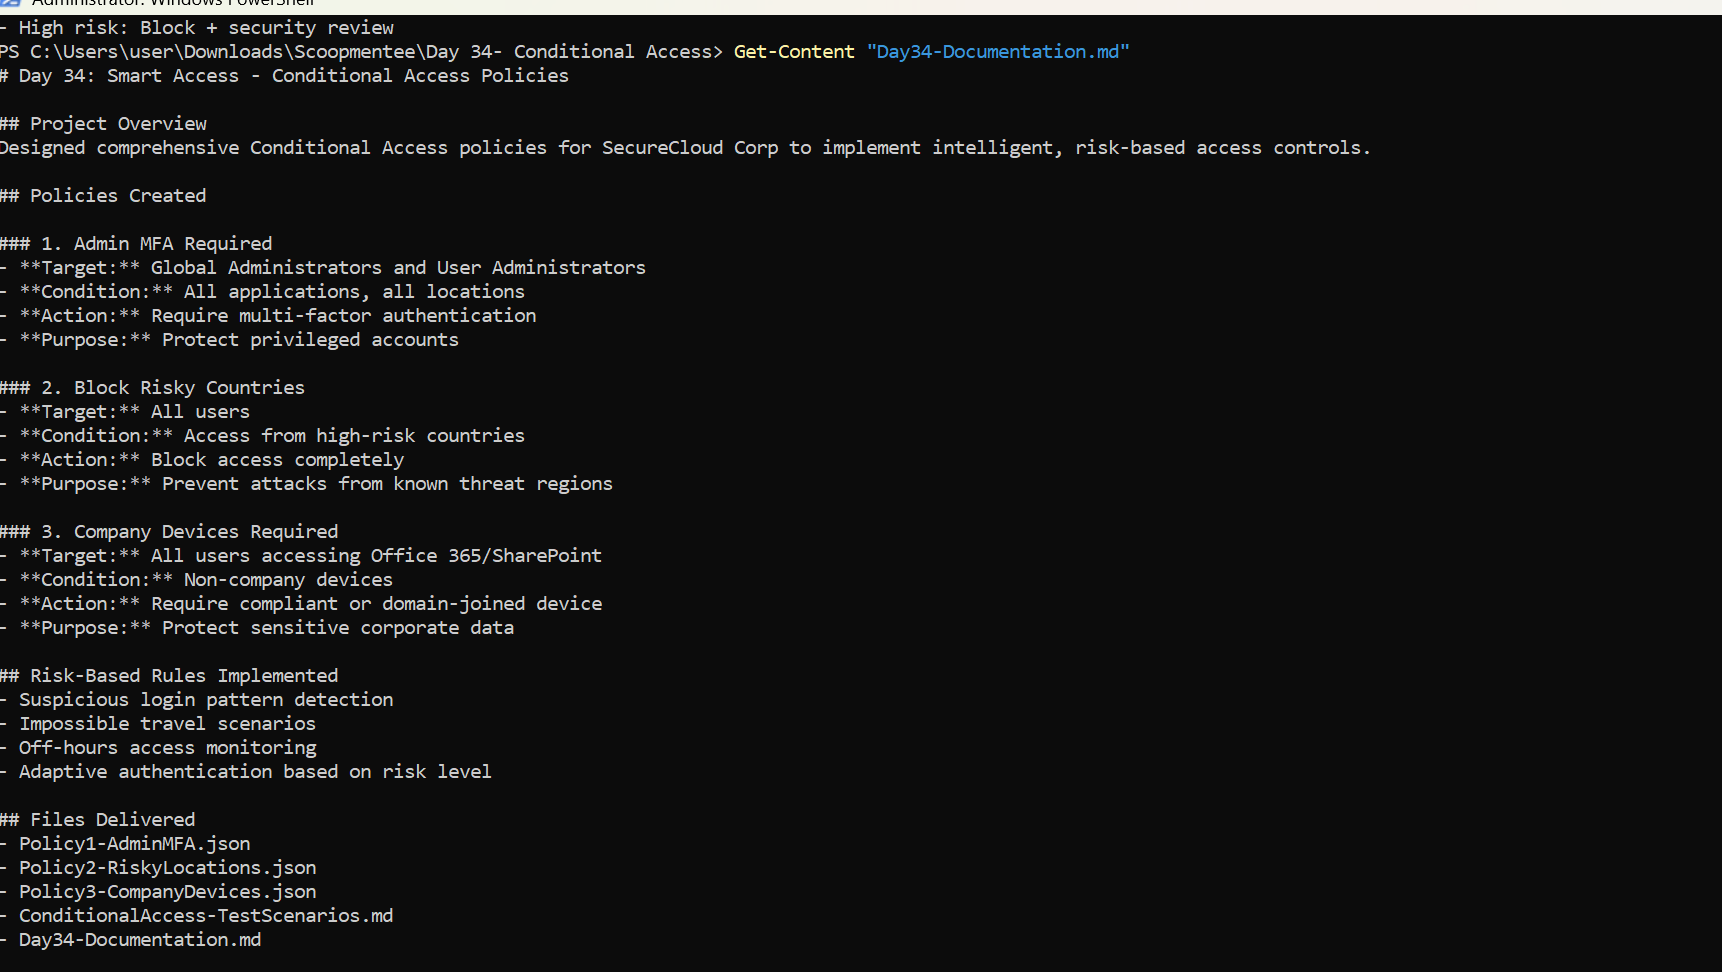 Administrator: Windows PowerShell
- High risk: Block + security review
PS C:\Users\user\Downloads\Scoopmentee\Day 34- Conditional Access> Get-Content "Day34-Documentation.md"
# Day 34: Smart Access - Conditional Access Policies
## Project Overview
Designed comprehensive Conditional Access policies for SecureCloud Corp to implement intelligent, risk-based access controls.
## Policies Created
### 1. Admin MFA Required
- **Target:** Global Administrators and User Administrators
- **Condition:** All applications, all locations
- **Action:** Require multi-factor authentication
- **Purpose:** Protect privileged accounts
### 2. Block Risky Countries
- **Target:** All users
- **Condition:** Access from high-risk countries
- **Action:** Block access completely
- **Purpose:** Prevent attacks from known threat regions
### 3. Company Devices Required
- **Target:** All users accessing Office 365/SharePoint
- **Condition:** Non-company devices
- **Action:** Require compliant or domain-joined device
- **Purpose:** Protect sensitive corporate data
## Risk-Based Rules Implemented
- Suspicious login pattern detection
- Impossible travel scenarios
- Off-hours access monitoring
- Adaptive authentication based on risk level
## Files Delivered
- Policy1-AdminMFA.json
- Policy2-RiskyLocations.json
- Policy3-CompanyDevices.json
- ConditionalAccess-TestScenarios.md
- Day34-Documentation.md